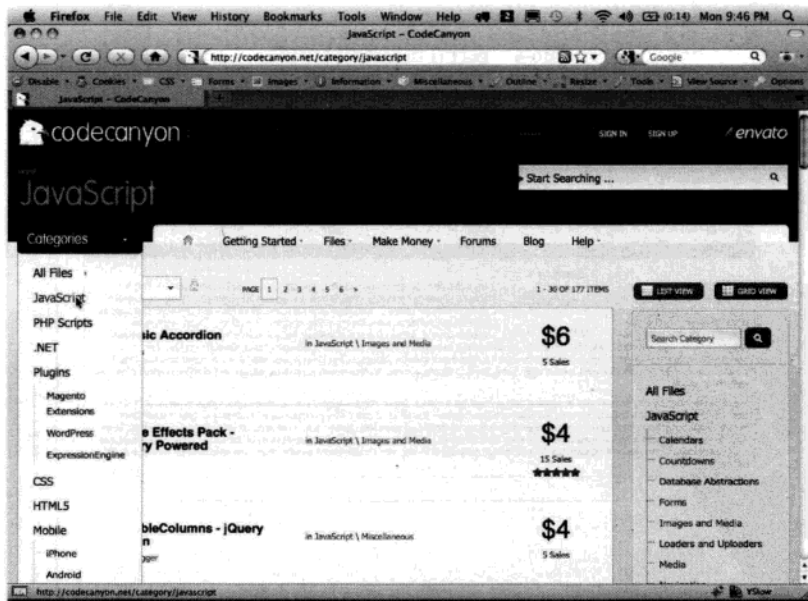 Firefox File Edit View History Bookmarks Tools Window Help (0:14) Mon 9:46 PM
JavaScript – CodeCanyon
http://codecanyon.net/category/javascript
Google
Disable Cookies CSS Forms Images Information Miscellaneous Outline Resize Tools View Source Options
JavaScript – CodeCanyon
codecanyon
SIGN IN SIGN UP envato
JavaScript
Start Searching ...
Categories
Getting Started Files Make Money Forums Blog Help
All Files
JavaScript
PHP Scripts
.NET
Plugins
Magento
Extensions
WordPress
ExpressionEngine
CSS
HTML5
Mobile
iPhone
Android
PAGE 1 2 3 4 5 6 »
1 - 30 OF 177 ITEMS
LIST VIEW GRID VIEW
sic Accordion
in JavaScript \ Images and Media
$6
5 Sales
e Effects Pack -
ry Powered
in JavaScript \ Images and Media
$4
15 Sales
bleColumns - jQuery
n
gger
in JavaScript \ Miscellaneous
$4
5 Sales
Search Category
All Files
JavaScript
Calendars
Countdowns
Database Abstractions
Forms
Images and Media
Loaders and Uploaders
Media
http://codecanyon.net/category/javascript
YSlow